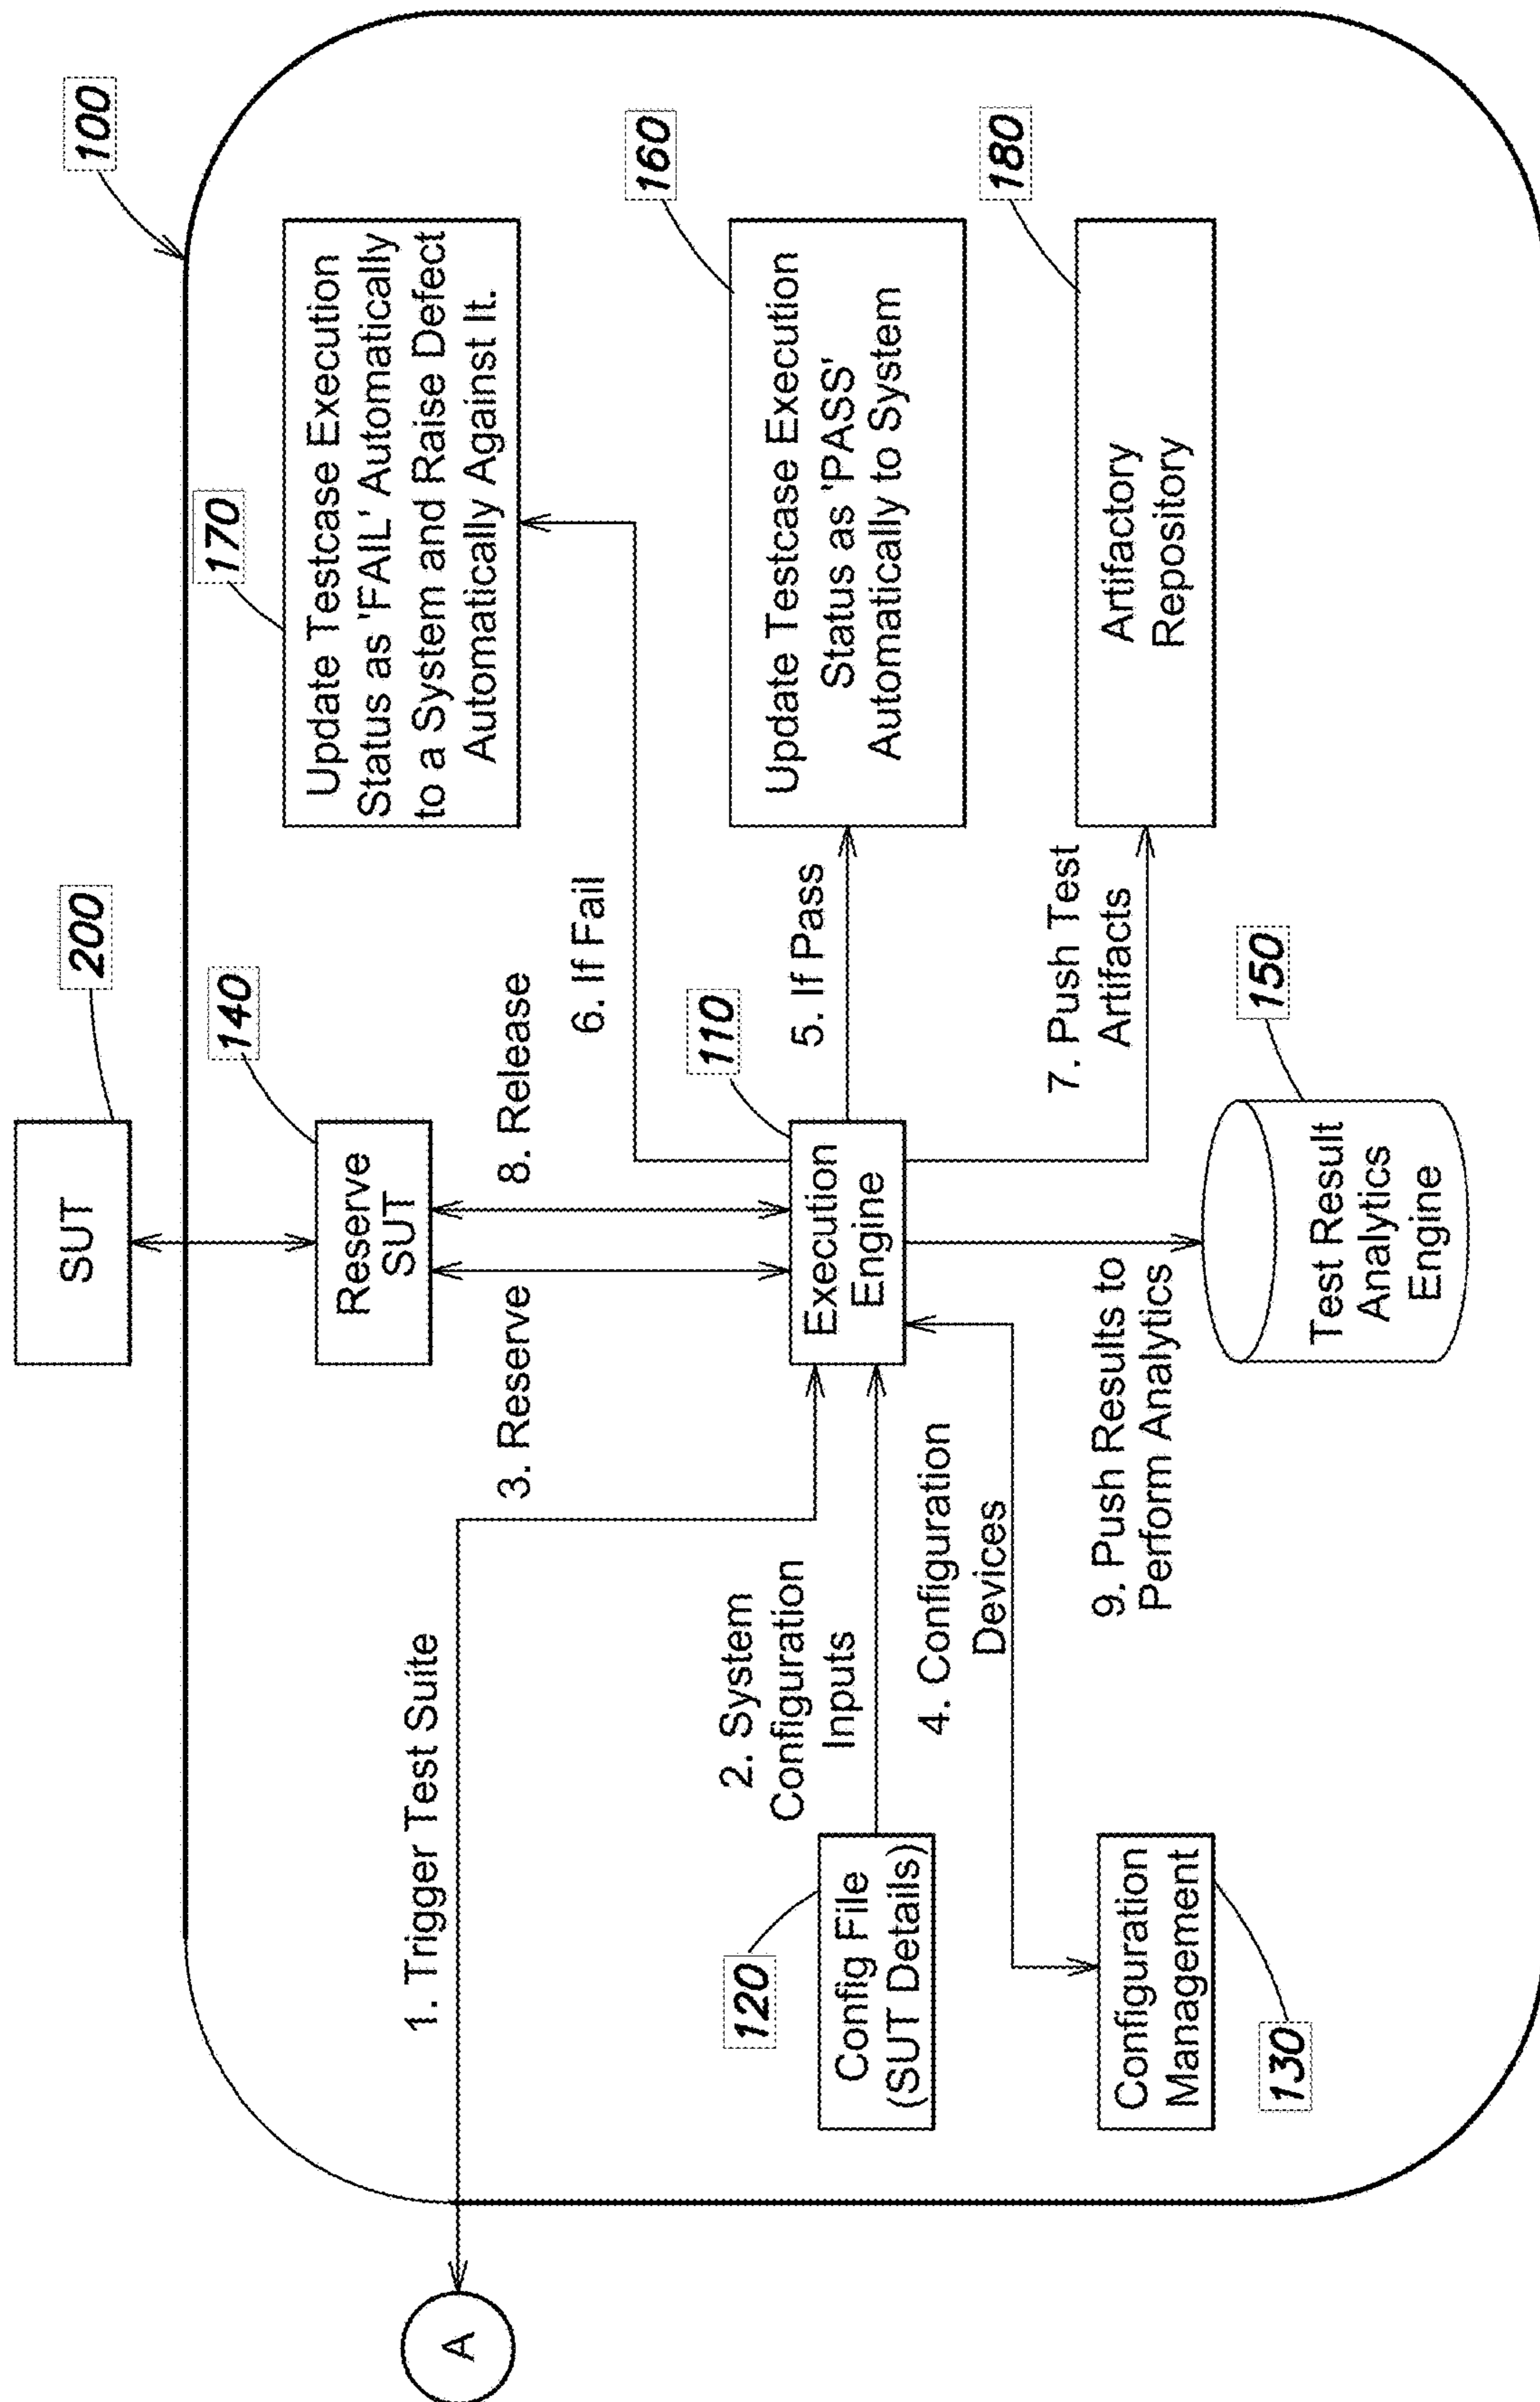 100
200
SUT
140
Reserve
SUT
170
Update Testcase Execution
Status as 'FAIL' Automatically
to a System and Raise Defect
Automatically Against It.
A
1. Trigger Test Suite
3. Reserve
8. Release
6. If Fail
160
Update Testcase Execution
Status as 'PASS'
Automatically to System
120
Config File
(SUT Details)
2. System
Configuration
Inputs
110
Execution
Engine
5. If Pass
180
Artifactory
Repository
4. Configuration
Devices
7. Push Test
Artifacts
130
Configuration
Management
9. Push Results to
Perform Analytics
150
Test Result
Analytics
Engine